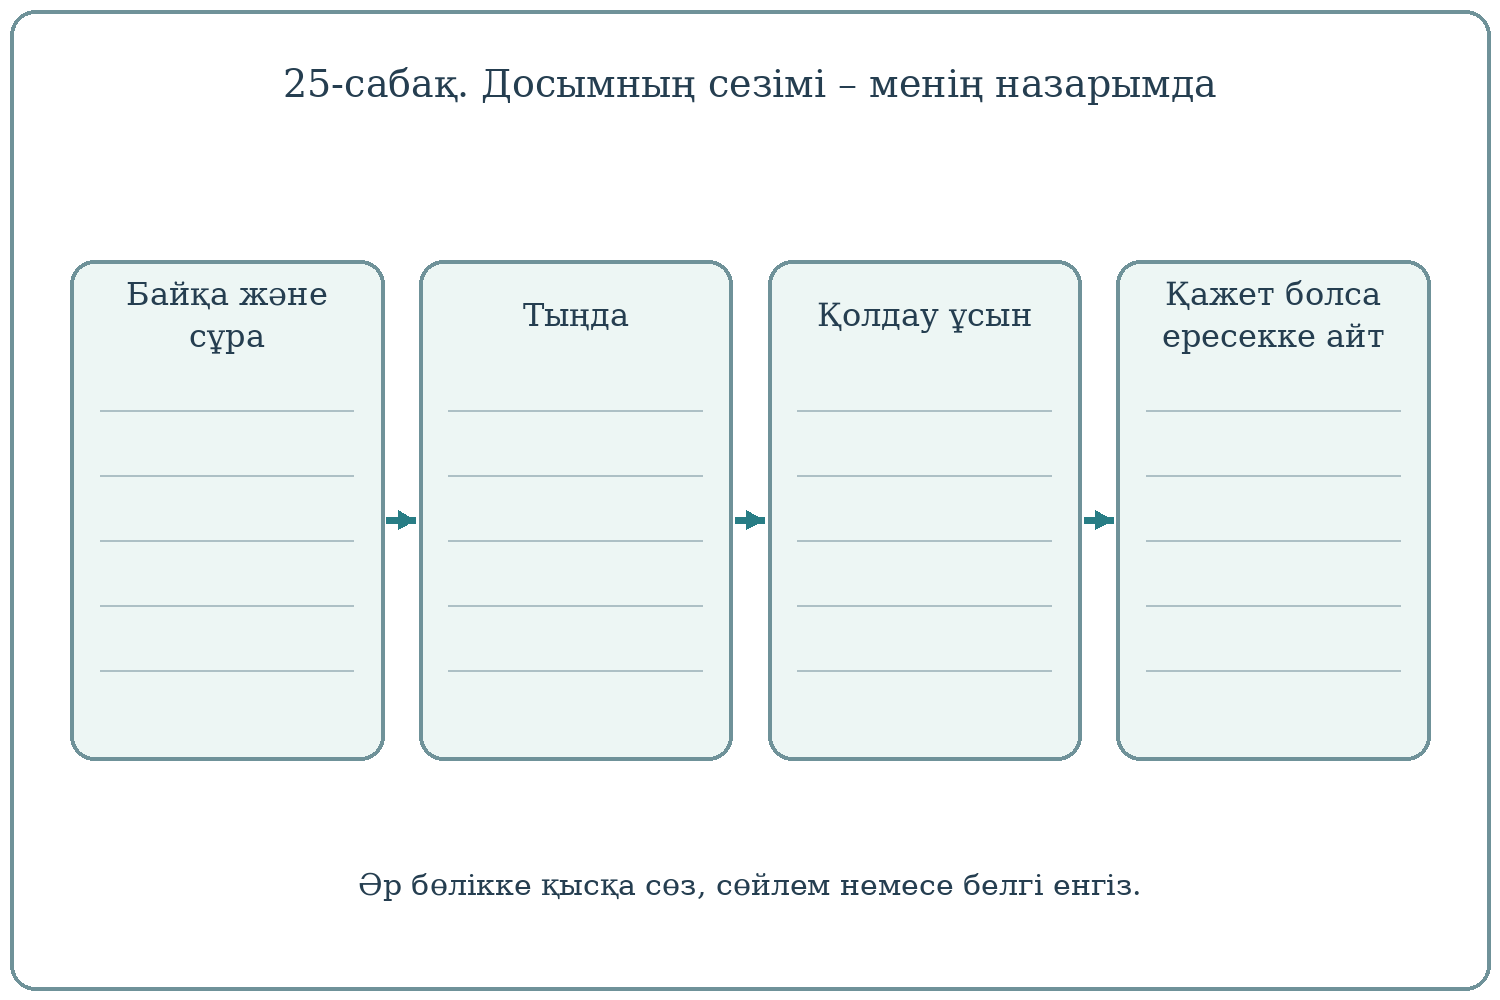 25-сабақ. Досымның сезімі – менің назарымда
Байқа және
сұра
Тыңда
Қолдау ұсын
Қажет болса
ересекке айт
Әр бөлікке қысқа сөз, сөйлем немесе белгі енгіз.